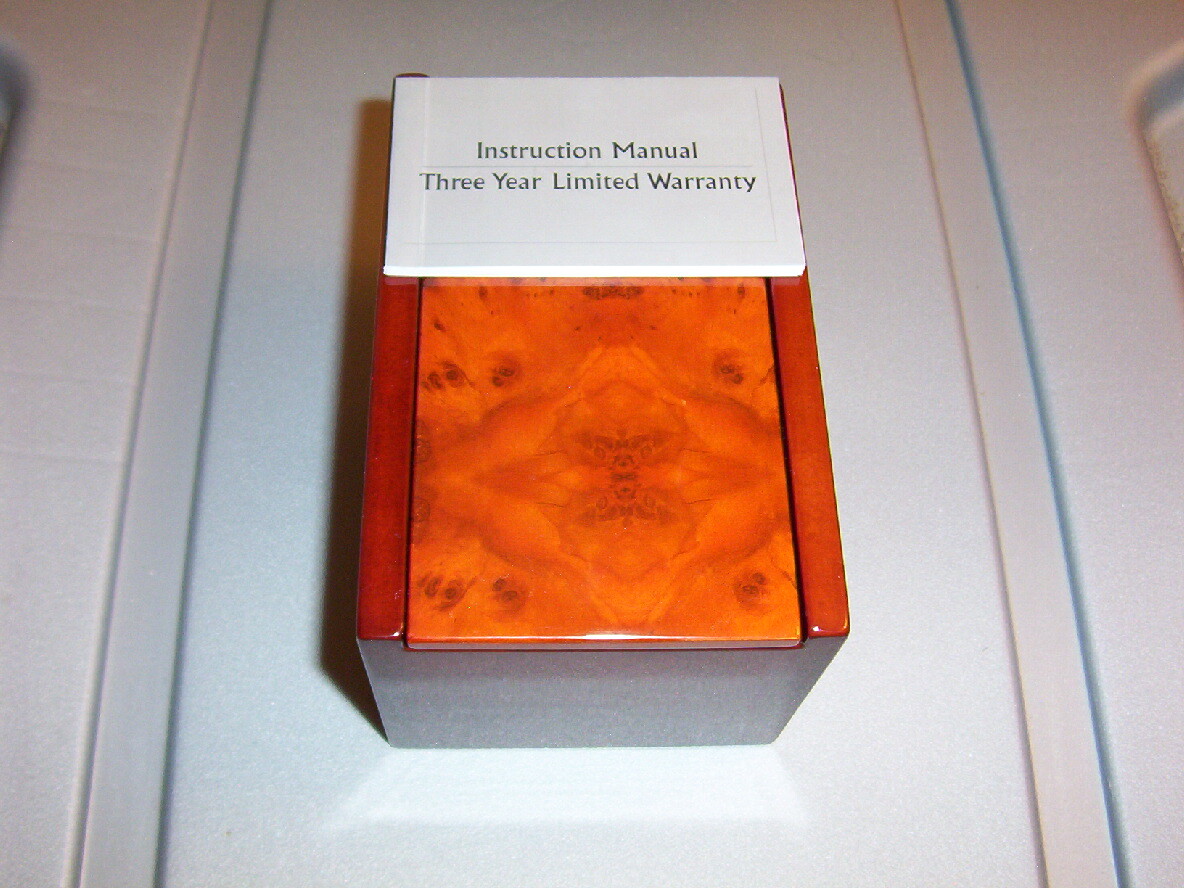 Instruction Manual
Three Year Limited Warranty